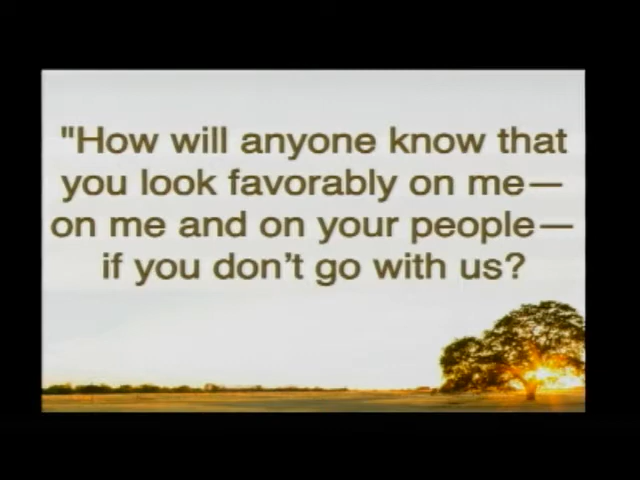 "How will anyone know that
you look favorably on me—
on me and on your people—
if you don’t go with us?